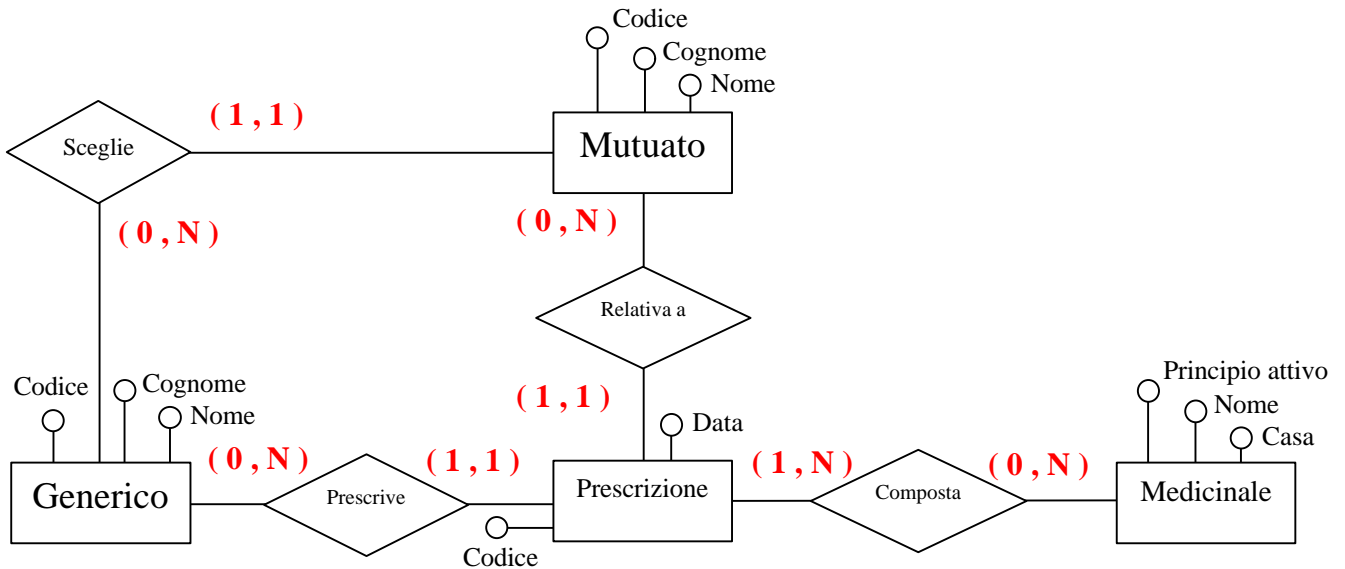 Codice
Cognome
Nome
( 1 , 1 )
Sceglie
Mutuato
( 0 , N )
( 0 , N )
Relativa a
Codice
Cognome
Nome
( 1 , 1 )
Data
Principio attivo
Nome
Casa
( 0 , N )
( 1 , 1 )
( 1 , N )
( 0 , N )
Generico
Prescrive
Prescrizione
Composta
Medicinale
Codice